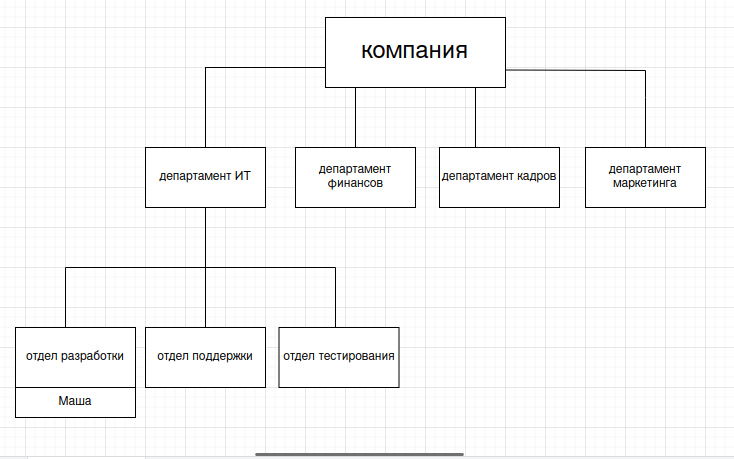 компания
департамент ИТ
департамент
финансов
департамент кадров
департамент
маркетинга
отдел разработки
отдел поддержки
отдел тестирования
Маша